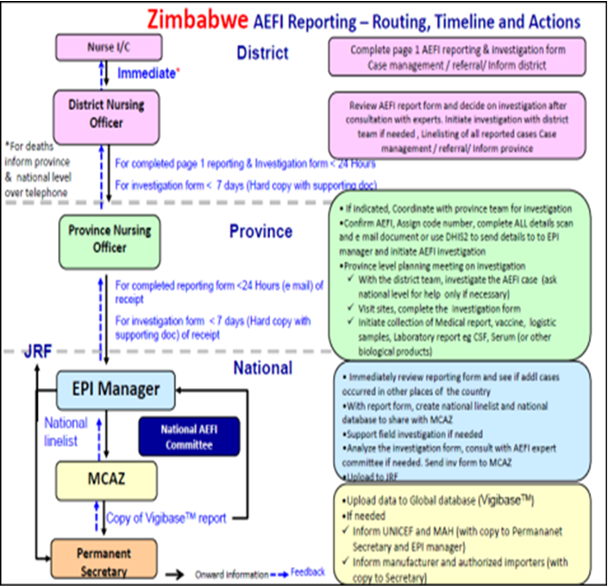 Zimbabwe AEFI Reporting – Routing, Timeline and Actions
Nurse I/C
District
Immediate*
District Nursing
Officer
*For deaths
inform province
& national level
over telephone
For completed page 1 reporting & Investigation form < 24 Hours
For investigation form < 7 days (Hard copy with supporting doc)
Complete page 1 AEFI reporting & investigation form
Case management / referral/ Inform district
Review AEFI report form and decide on investigation after
consultation with experts. Initiate investigation with district
team if needed , Linelisting of all reported cases Case
management / referral/ Inform province
Province Nursing
Officer
Province
For completed reporting form <24 Hours (e mail) of
receipt
For investigation form < 7 days (Hard copy with
supporting doc) of receipt
• If indicated, Coordinate with province team for investigation
• Confirm AEFI, Assign code number, complete ALL details scan
and e mail document or use DHIS2 to send details to to EPI
manager and initiate AEFI investigation
• Province level planning meeting on investigation
✓ With the district team, investigate the AEFI case (ask
national level for help only if necessary)
✓ Visit sites, complete the investigation form
✓ Initiate collection of Medical report, vaccine, logistic
samples, Laboratory report eg CSF, Serum (or other
biological products)
JRF
National
EPI Manager
National
linelist
National AEFI
Committee
MCAZ
Copy of Vigibase™ report
Permanent
Secretary
Onward information
Feedback
• Immediately review reporting form and see if addl cases
occurred in other places of the country
• With report form, create national linelist and national
database to share with MCAZ
• Support field investigation if needed
• Analyze the investigation form, consult with AEFI expert
committee if needed. Send inv form to MCAZ
• Upload to JRF
• Upload data to Global database (Vigibase™)
• If needed
✓ Inform UNICEF and MAH (with copy to Permananet
Secretary and EPI manager)
✓ Inform manufacturer and authorized importers (with
copy to Secretary)